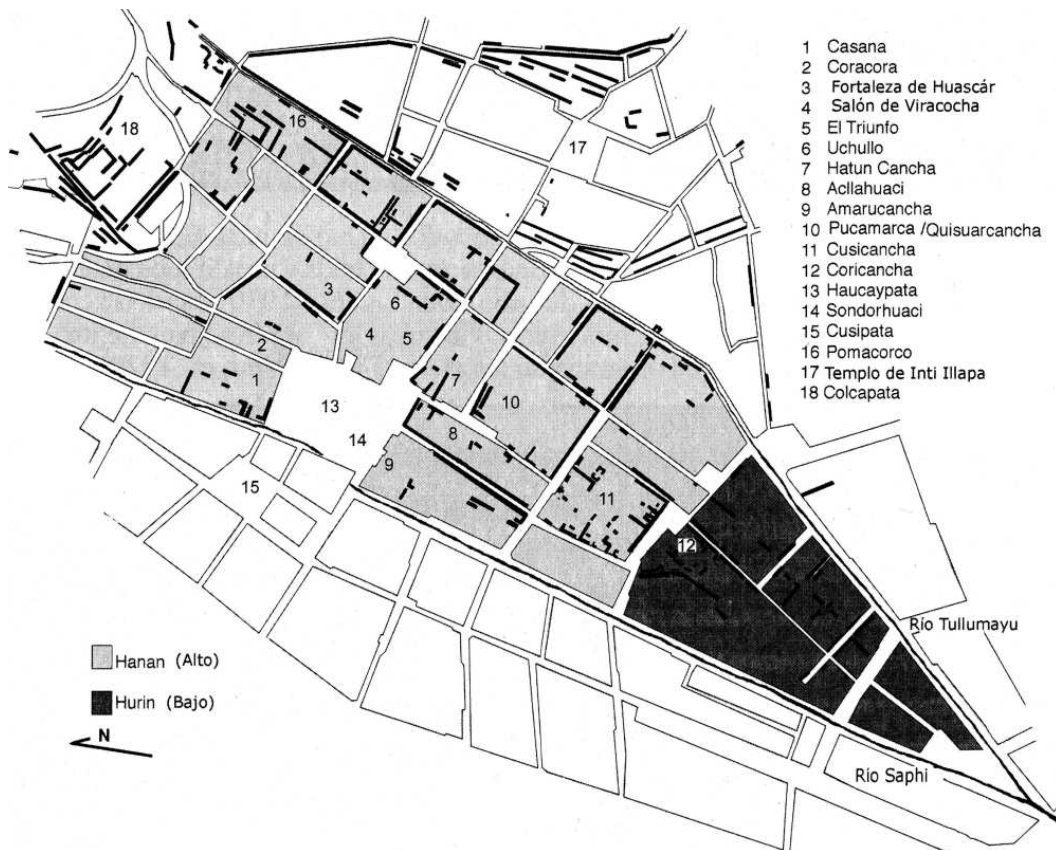 1 Casana
2 Coracora
3 Fortaleza de Huascár
4 Salón de Viracocha
5 El Triunfo
6 Uchullo
7 Hatun Cancha
8 Acllahuaci
9 Amarucancha
10 Pucamarca /Quisuarcancha
11 Cusicancha
12 Coricancha
13 Haucaypata
14 Sondorhuaci
15 Cusipata
16 Pomacorco
17 Templo de Inti Illapa
18 Colcapata
18
16
17
3
6
4
5
2
1
7
13
10
14
8
9
15
11
12
Río Tullumayu
Hanan (Alto)
Hurin (Bajo)
N
Río Saphi